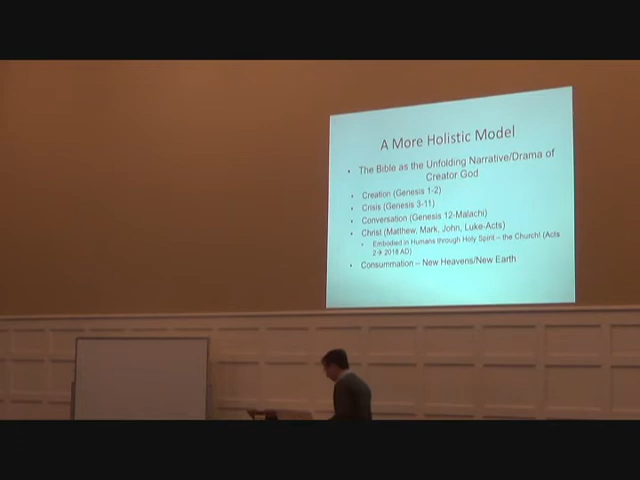 A More Holistic Model
• The Bible as the Unfolding Narrative/Drama of
Creator God
• Creation (Genesis 1-2)
• Crisis (Genesis 3-11)
• Conversation (Genesis 12-Malachi)
• Christ (Matthew, Mark, John, Luke-Acts)
• Embodied in Humans through Holy Spirit – the Church! (Acts
2→ 2018 AD)
• Consummation – New Heavens/New Earth